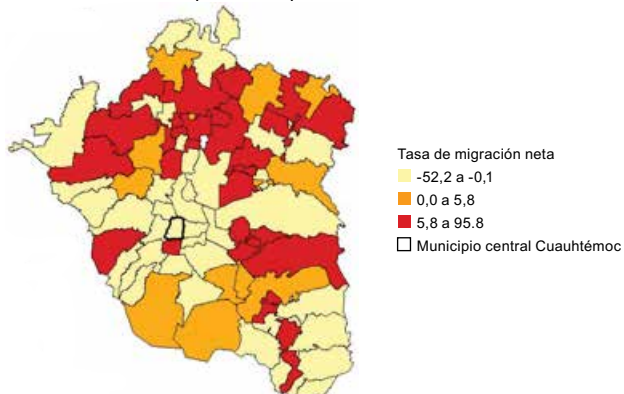 Tasa de migración neta
-52,2 a -0,1
0,0 a 5,8
5,8 a 95.8
Municipio central Cuauhtémoc